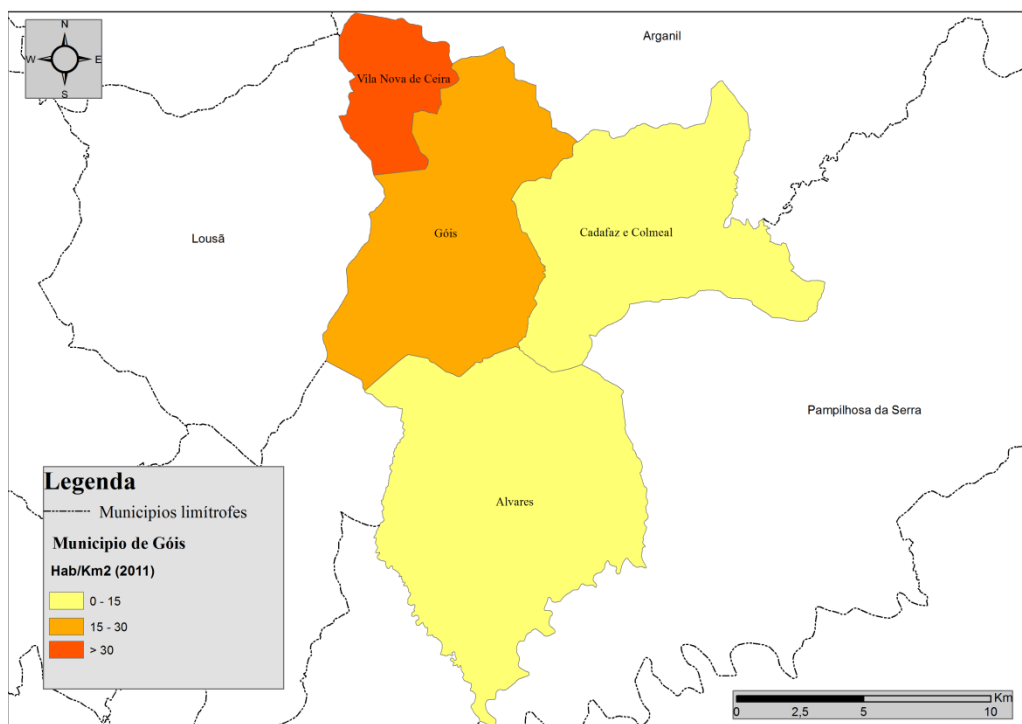 N
W E
S
Arganil
Vila Nova de Ceira
Góis
Cadafaz e Colmeal
Lousã
Pampilhosa da Serra
Alvares
Legenda
Municipios limítrofes
Municipio de Góis
Hab/Km2 (2011)
0 - 15
15 - 30
> 30
Km
0 2,5 5 10